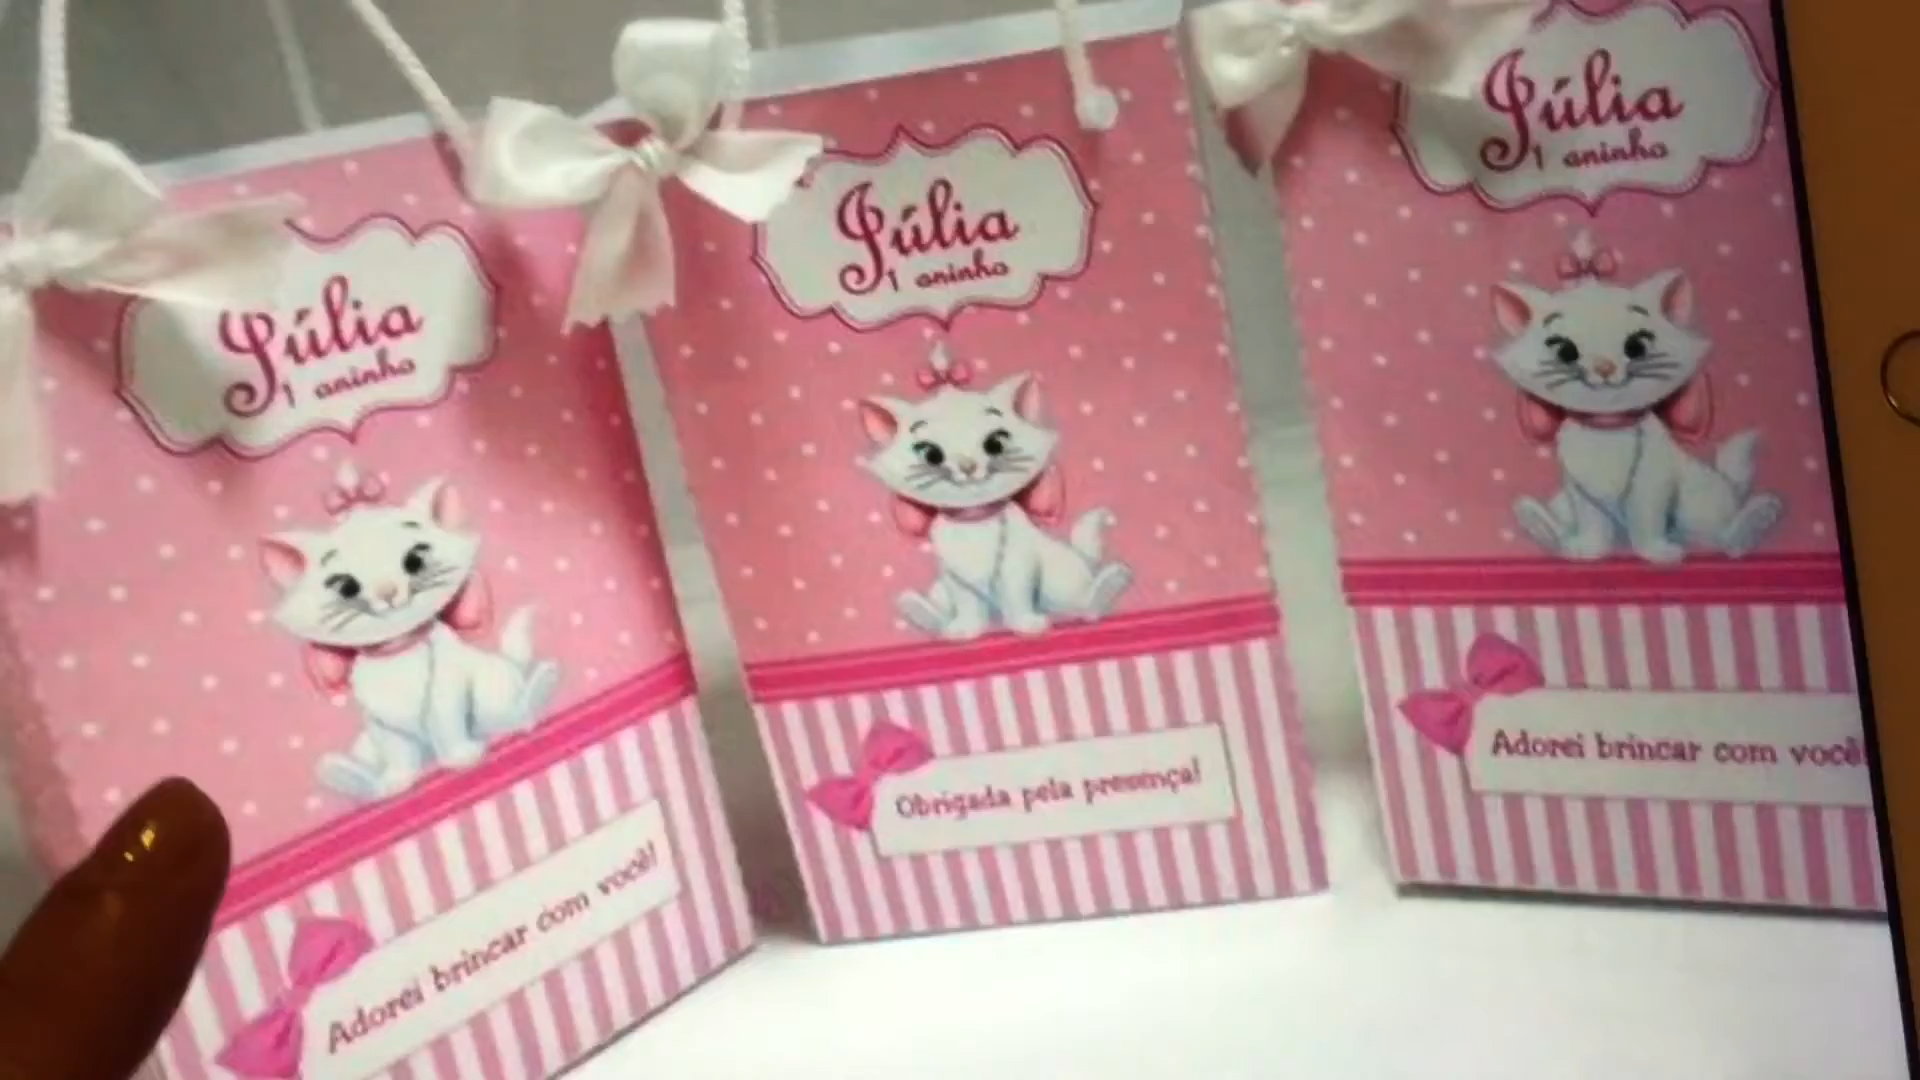 Júlia
1 aninho
Adorei brincar com você!
Júlia
1 aninho
Obrigada pela presença!
Júlia
1 aninho
Adorei brincar com você!